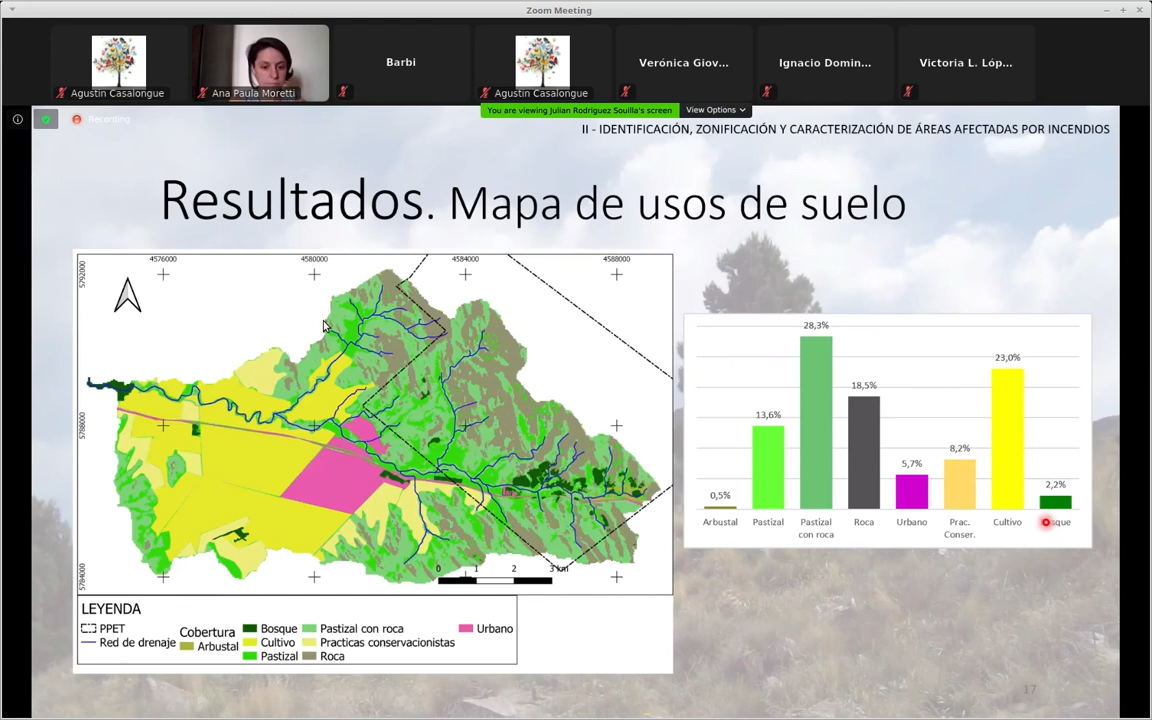 Zoom Meeting
Agustin Casalongue
Ana Paula Moretti
Barbi
Agustin Casalongue
Verónica Giov...
Ignacio Domin...
Victoria L. Lóp...
You are viewing Julian Rodriguez Souilla's screen
View Options
Recording
II - IDENTIFICACIÓN, ZONIFICACIÓN Y CARACTERIZACIÓN DE ÁREAS AFECTADAS POR INCENDIOS
Resultados. Mapa de usos de suelo
4576000 4580000 4584000 4588000
5792000
5788000
5784000
0 1 2 3 km
LEYENDA
PPET
Red de drenaje
Cobertura
Arbustal
Bosque
Cultivo
Pastizal
Pastizal con roca
Practicas conservacionistas
Roca
Urbano
0,5%
13,6%
28,3%
18,5%
5,7%
8,2%
23,0%
2,2%
Arbustal
Pastizal
Pastizal
con roca
Roca
Urbano
Prac.
Conser.
Cultivo
17